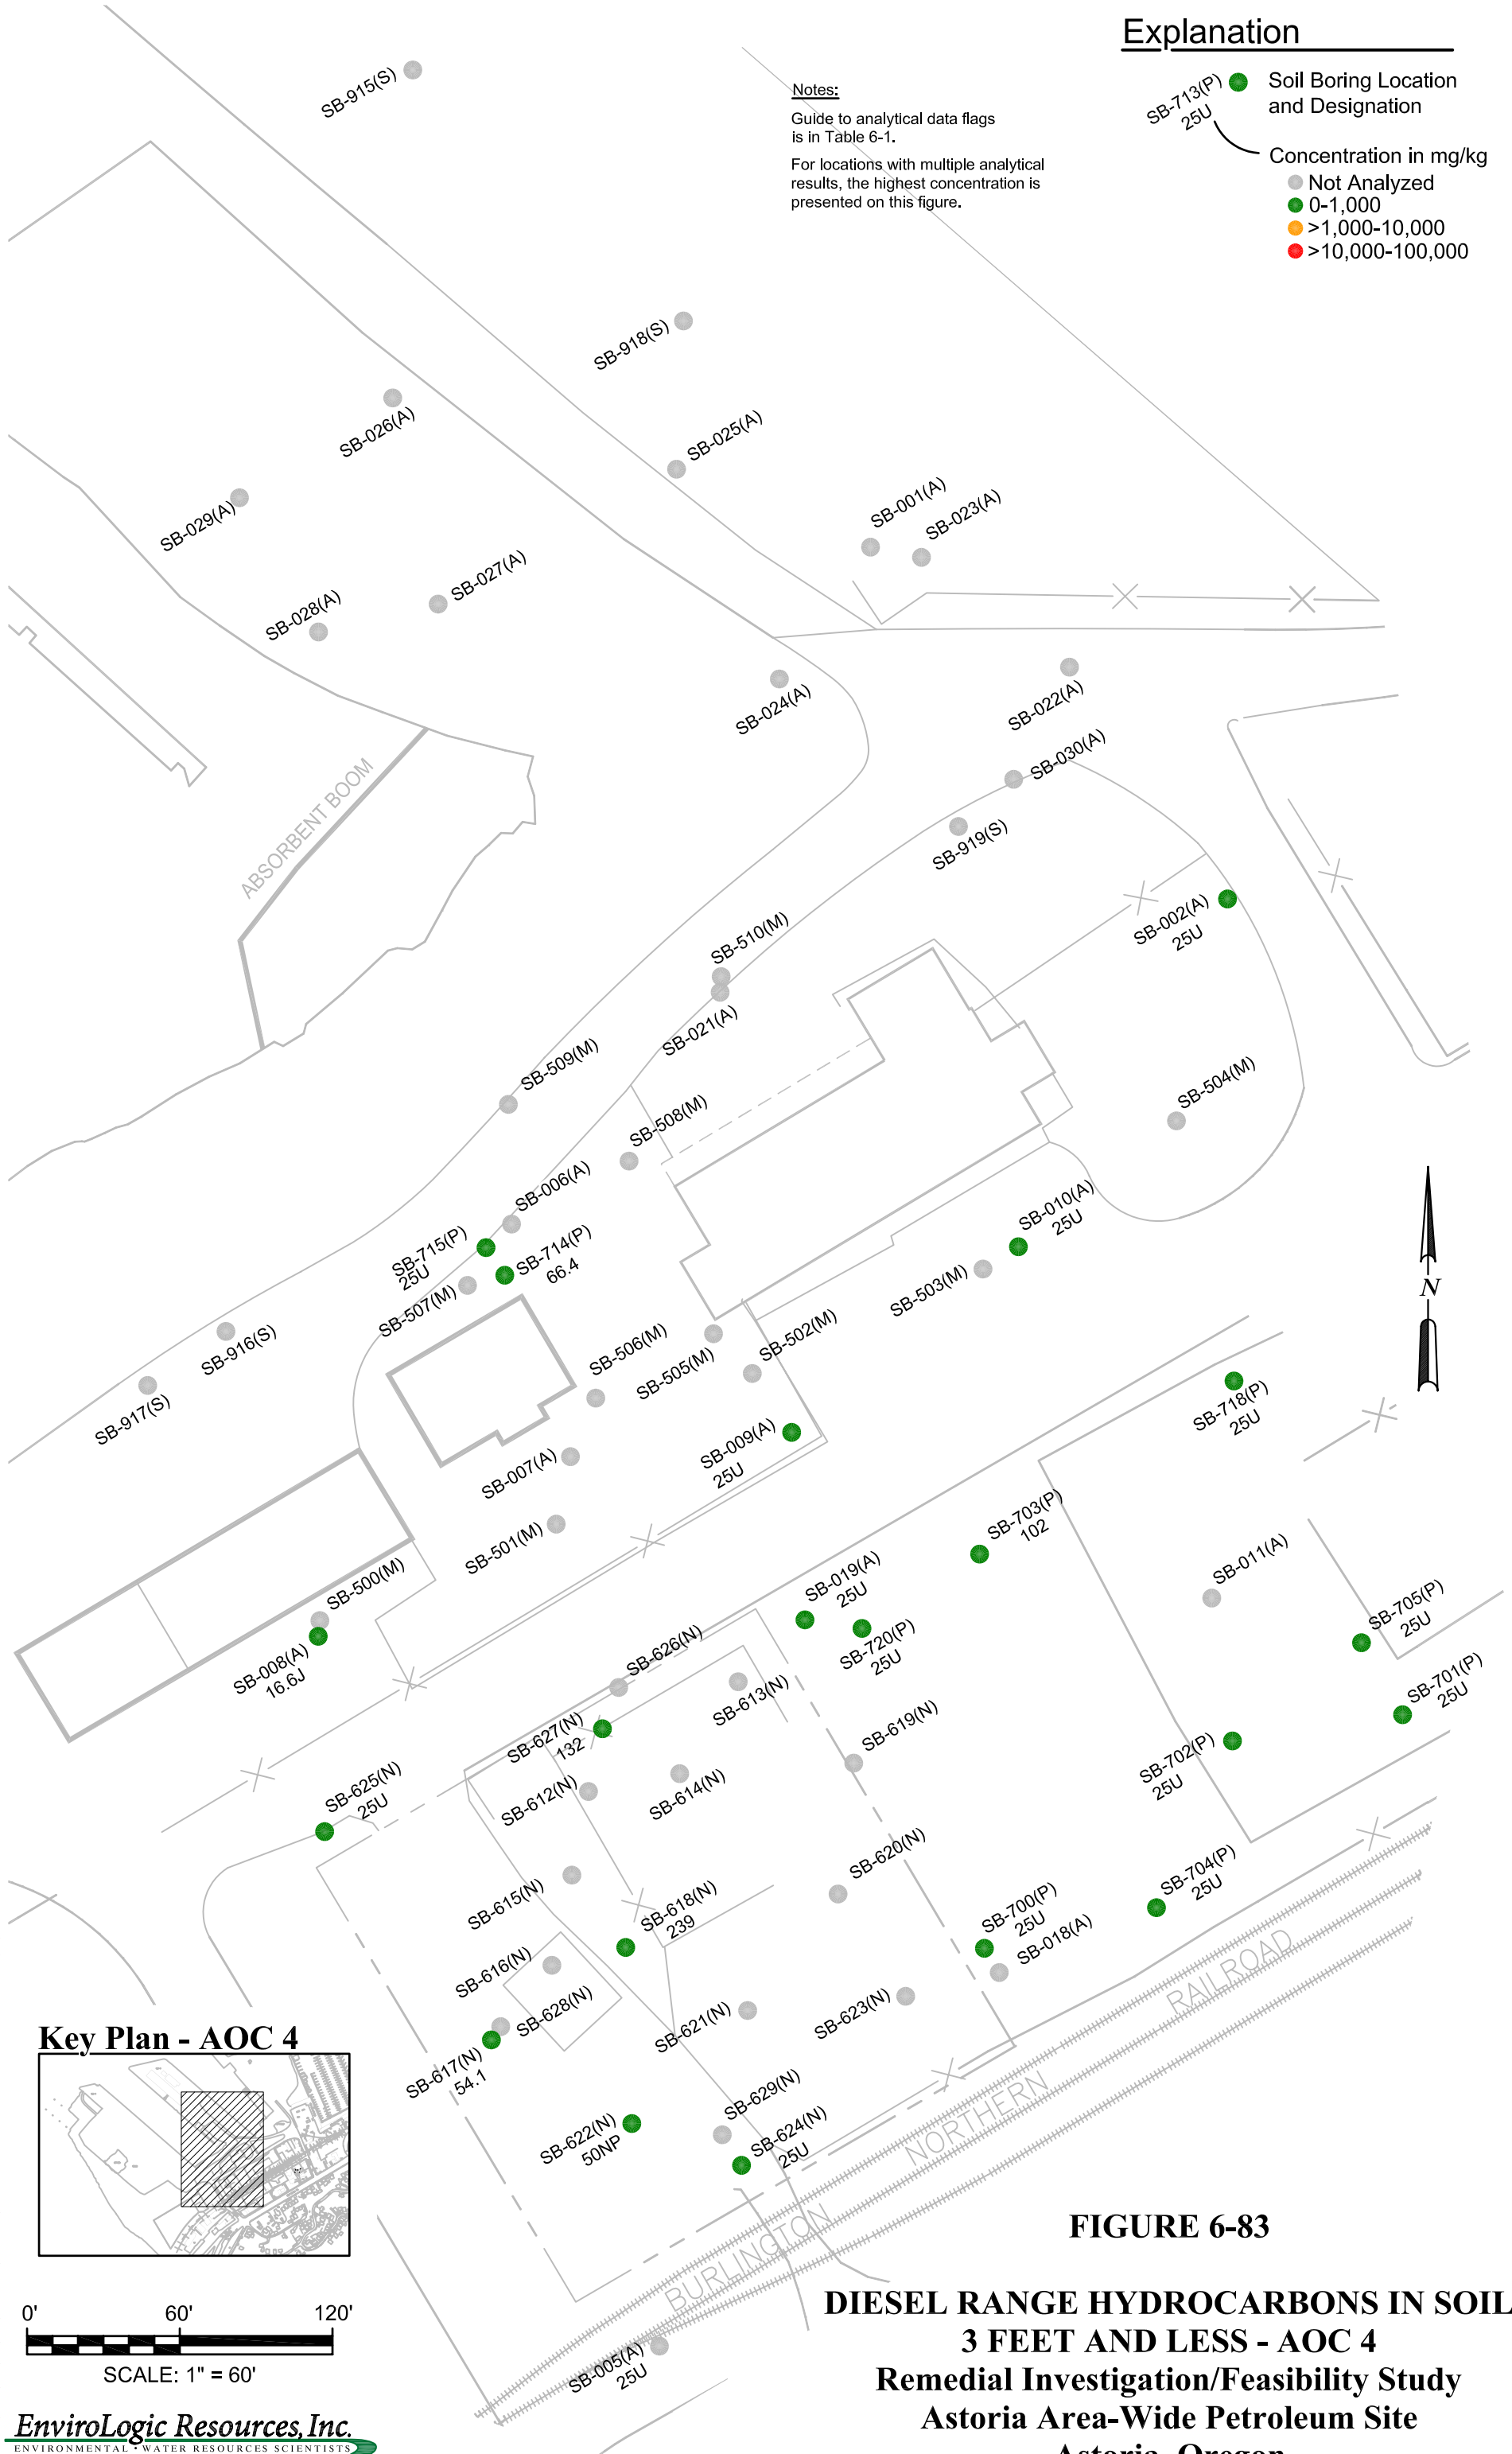 Explanation
SB-713(P)
25U
Soil Boring Location
and Designation
Concentration in mg/kg
Not Analyzed
0-1,000
>1,000-10,000
>10,000-100,000
Notes:
Guide to analytical data flags
is in Table 6-1.
For locations with multiple analytical
results, the highest concentration is
presented on this figure.
SB-915(S)
SB-918(S)
SB-026(A)
SB-025(A)
SB-029(A)
SB-001(A)
SB-023(A)
SB-027(A)
SB-028(A)
SB-024(A)
SB-022(A)
SB-030(A)
ABSORBENT BOOM
SB-919(S)
SB-002(A)
25U
SB-510(M)
SB-021(A)
SB-509(M)
SB-504(M)
SB-508(M)
SB-006(A)
SB-010(A)
25U
SB-715(P)
25U
SB-714(P)
66.4
SB-503(M)
SB-507(M)
N
SB-916(S)
SB-506(M)
SB-502(M)
SB-505(M)
SB-917(S)
SB-718(P)
25U
SB-009(A)
25U
SB-007(A)
SB-501(M)
SB-703(P)
102
SB-011(A)
SB-500(M)
SB-019(A)
25U
SB-705(P)
25U
SB-008(A)
16.6J
SB-720(P)
25U
SB-626(N)
SB-613(N)
SB-701(P)
25U
SB-627(N)
132
SB-619(N)
SB-702(P)
25U
SB-625(N)
25U
SB-612(N)
SB-614(N)
SB-620(N)
SB-615(N)
SB-618(N)
239
SB-704(P)
25U
SB-700(P)
25U
SB-018(A)
SB-616(N)
SB-628(N)
SB-621(N)
SB-623(N)
SB-617(N)
54.1
SB-629(N)
SB-622(N)
50NP
SB-624(N)
25U
BURLINGTON NORTHERN RAILROAD
SB-005(A)
25U
Key Plan - AOC 4
0' 60' 120'
SCALE: 1" = 60'
EnviroLogic Resources, Inc.
ENVIRONMENTAL · WATER RESOURCES SCIENTISTS
FIGURE 6-83
DIESEL RANGE HYDROCARBONS IN SOIL
3 FEET AND LESS - AOC 4
Remedial Investigation/Feasibility Study
Astoria Area-Wide Petroleum Site
Astoria, Oregon